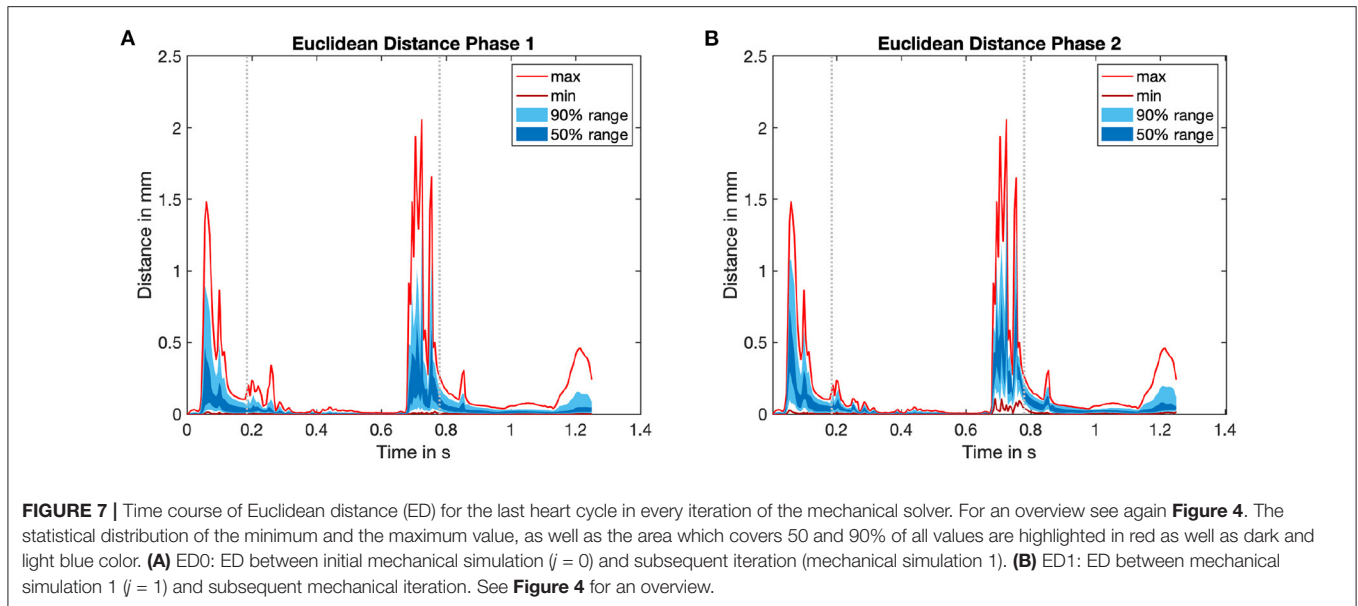 A
Euclidean Distance Phase 1
2.5
2
1.5
1
0.5
0
Distance in mm
0 0.2 0.4 0.6 0.8 1 1.2 1.4
Time in s
max
min
90% range
50% range
B
Euclidean Distance Phase 2
2.5
2
1.5
1
0.5
0
Distance in mm
0.2 0.4 0.6 0.8 1 1.2 1.4
Time in s
max
min
90% range
50% range
FIGURE 7 | Time course of Euclidean distance (ED) for the last heart cycle in every iteration of the mechanical solver. For an overview see again Figure 4. The
statistical distribution of the minimum and the maximum value, as well as the area which covers 50 and 90% of all values are highlighted in red as well as dark and
light blue color. (A) ED0: ED between initial mechanical simulation (j = 0) and subsequent iteration (mechanical simulation 1). (B) ED1: ED between mechanical
simulation 1 (j = 1) and subsequent mechanical iteration. See Figure 4 for an overview.